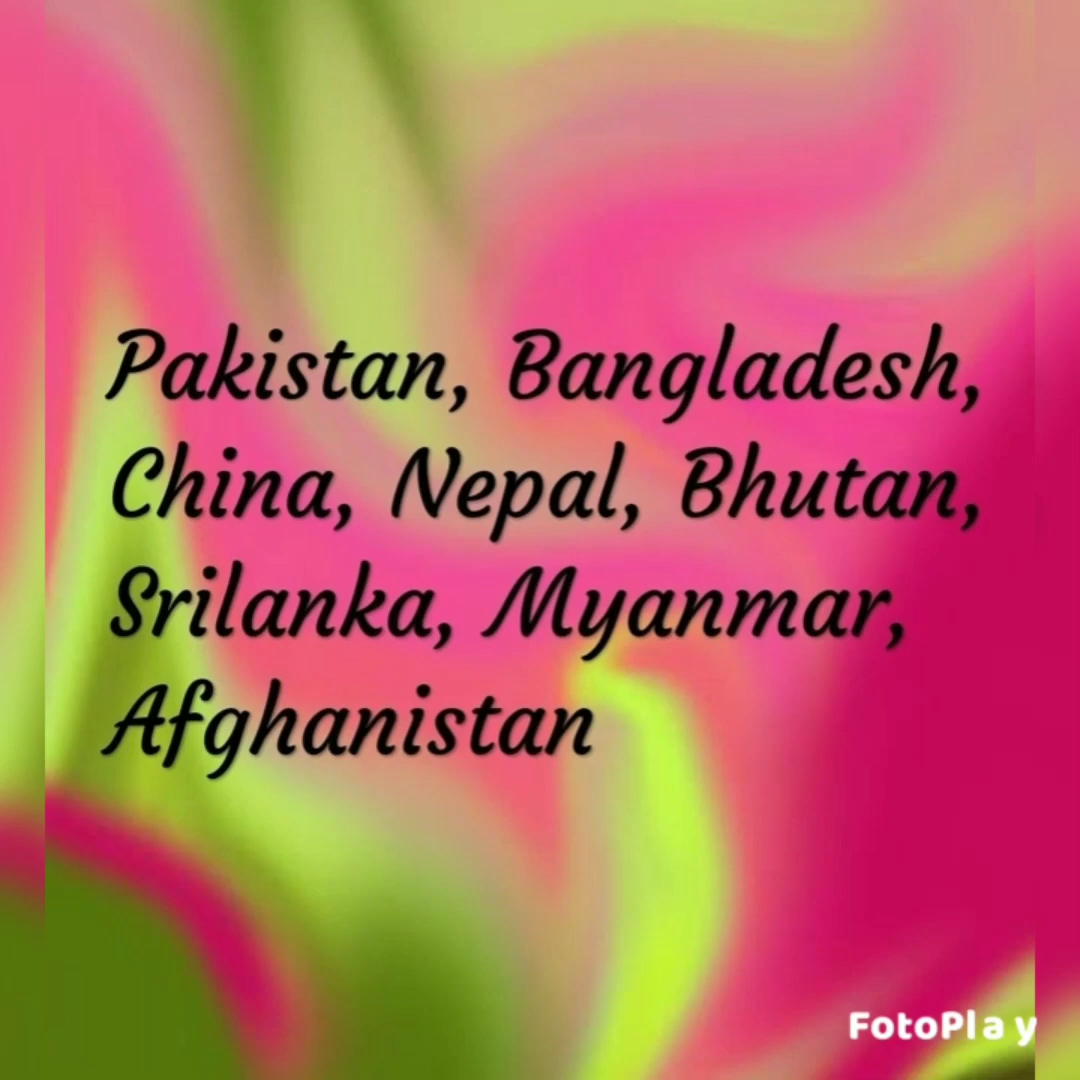 Pakistan, Bangladesh,
China, Nepal, Bhutan,
Srilanka, Myanmar,
Afghanistan
FotoPlay